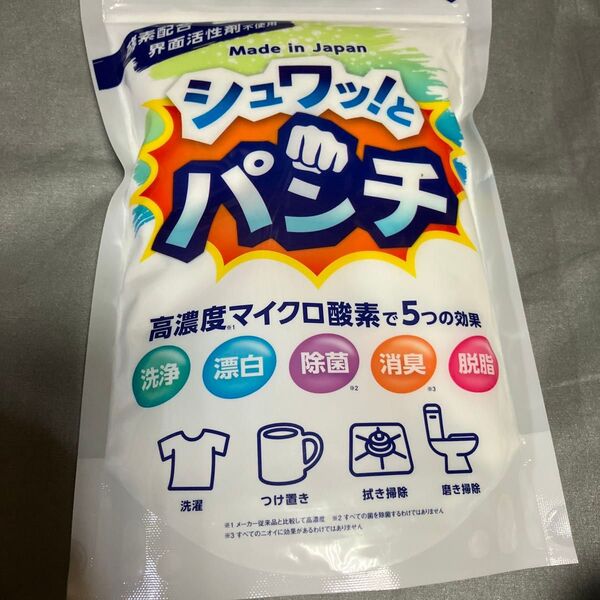 酵素配合
界面活性剤不使用
Made in Japan
シュワッ!と
パンチ
高濃度※1マイクロ酸素で5つの効果
洗浄 漂白 除菌※2 消臭※3 脱脂
洗濯 つけ置き 拭き掃除 磨き掃除
※1 メーカー従来品と比較して高濃度 ※2 すべての菌を除菌するわけではありません
※3 すべてのニオイに効果があるわけではありません